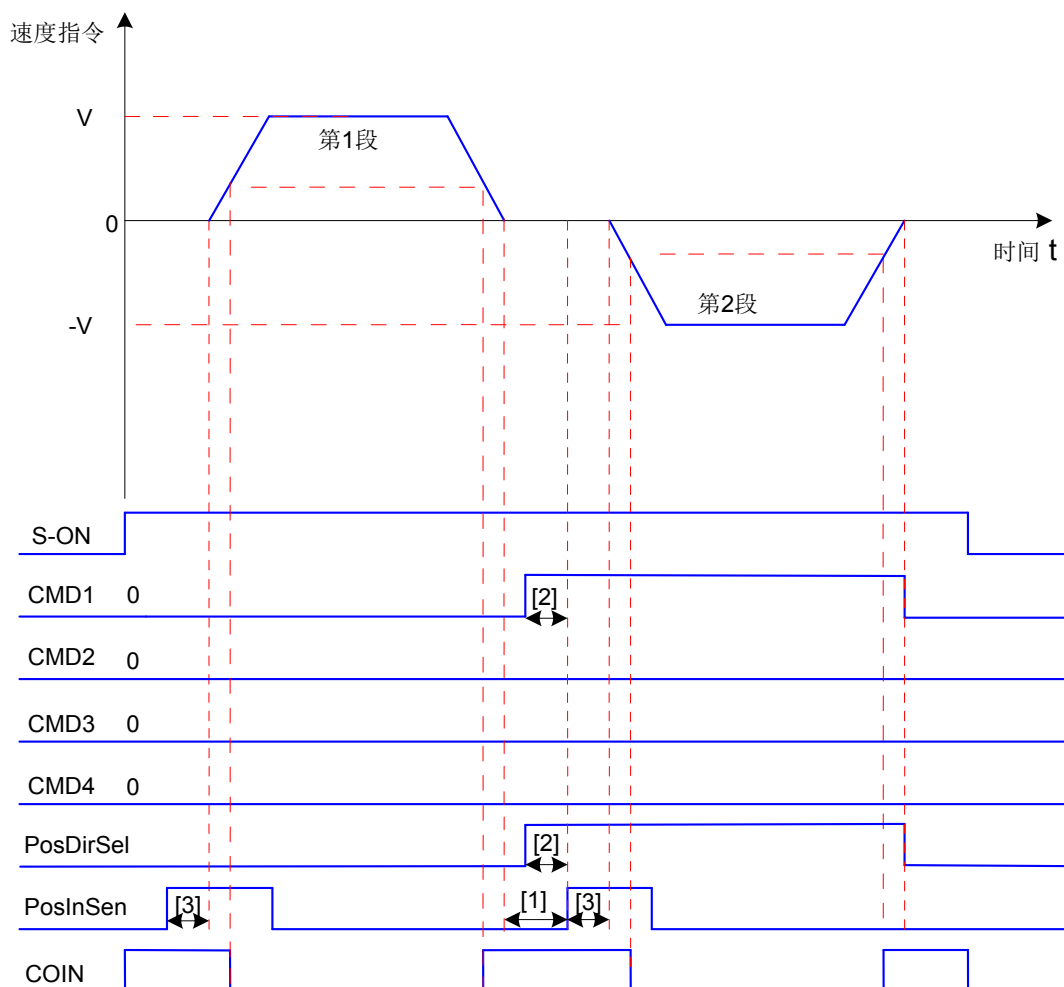 速度指令
V
第1段
0
时间 t
-V
第2段
S-ON
CMD1 0
[2]
CMD2 0
CMD3 0
CMD4 0
PosDirSel
[2]
PosInSen
[3]
[1]
[3]
COIN